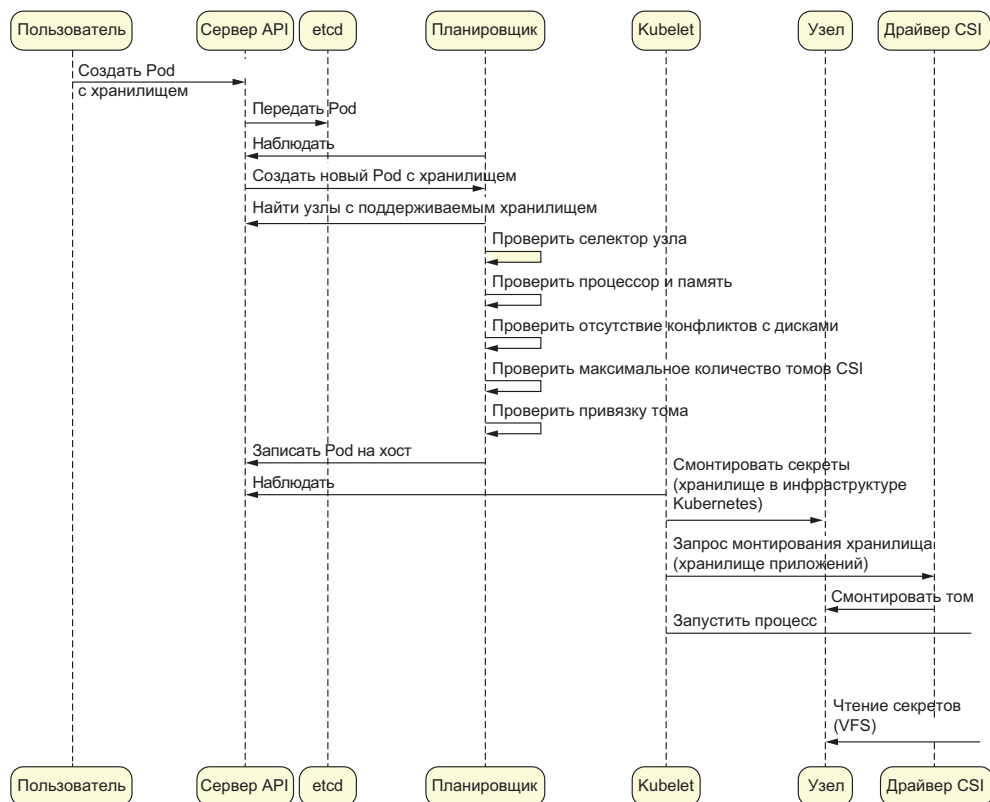 Пользователь
Сервер API
etcd
Планировщик
Kubelet
Узел
Драйвер CSI
Создать Pod
с хранилищем
Передать Pod
Наблюдать
Создать новый Pod с хранилищем
Найти узлы с поддерживаемым хранилищем
Проверить селектор узла
Проверить процессор и память
Проверить отсутствие конфликтов с дисками
Проверить максимальное количество томов CSI
Проверить привязку тома
Записать Pod на хост
Наблюдать
Смонтировать секреты
(хранилище в инфраструктуре
Kubernetes)
Запрос монтирования хранилища
(хранилище приложений)
Смонтировать том
Запустить процесс
Чтение секретов
(VFS)
Пользователь
Сервер API
etcd
Планировщик
Kubelet
Узел
Драйвер CSI